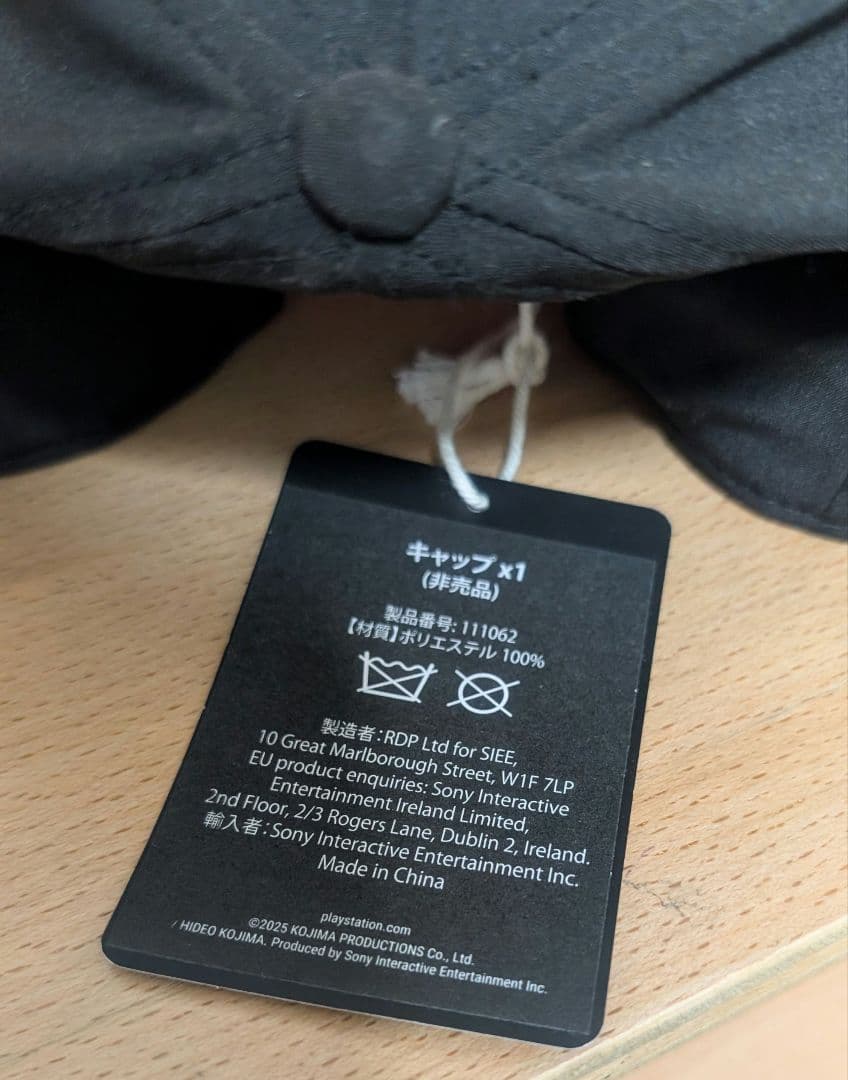 キャップ x1
(非売品)
製品番号: 111062
【材質】ポリエステル 100%
製造者：RDP Ltd for SIEE,
10 Great Marlborough Street, W1F 7LP
EU product enquiries: Sony Interactive
Entertainment Ireland Limited,
2nd Floor, 2/3 Rogers Lane, Dublin 2, Ireland.
輸入者：Sony Interactive Entertainment Inc.
Made in China
playstation.com
©2025 KOJIMA PRODUCTIONS Co., Ltd.
/ HIDEO KOJIMA. Produced by Sony Interactive Entertainment Inc.